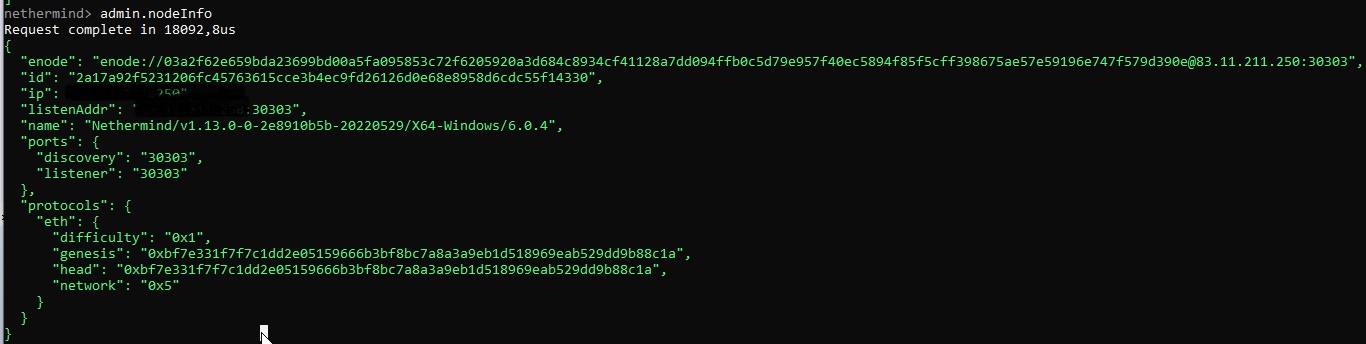 nethermind> admin.nodeInfo
Request complete in 18092,8us
{
"enode": "enode://03a2f62e659bda23699bd00a5fa095853c72f6205920a3d684c8934cf41128a7dd094ffb0c5d79e957f40ec5894f85f5cff398675ae57e59196e747f579d390e@83.11.211.250:30303",
"id": "2a17a92f5231206fc45763615cce3b4ec9fd26126d0e68e8958d6cdc55f14330",
"ip": 250"
"listenAddr": " :30303",
"name": "Nethermind/v1.13.0-0-2e8910b5b-20220529/X64-Windows/6.0.4",
"ports": {
"discovery": "30303",
"listener": "30303"
},
"protocols": {
"eth": {
"difficulty": "0x1",
"genesis": "0xbf7e331f7f7c1dd2e05159666b3bf8bc7a8a3a9eb1d518969eab529dd9b88c1a",
"head": "0xbf7e331f7f7c1dd2e05159666b3bf8bc7a8a3a9eb1d518969eab529dd9b88c1a",
"network": "0x5"
}
}
}